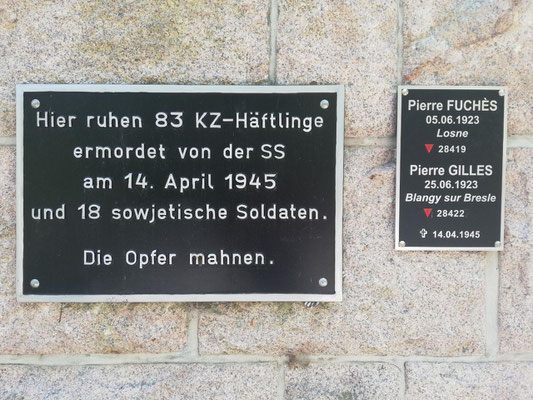 Hier ruhen 83 KZ-Häftlinge
ermordet von der SS
am 14. April 1945
und 18 sowjetische Soldaten.
Die Opfer mahnen.
Pierre FUCHÈS
05.06.1923
Losne
28419
Pierre GILLES
25.06.1923
Blangy sur Bresle
28422
✞ 14.04.1945